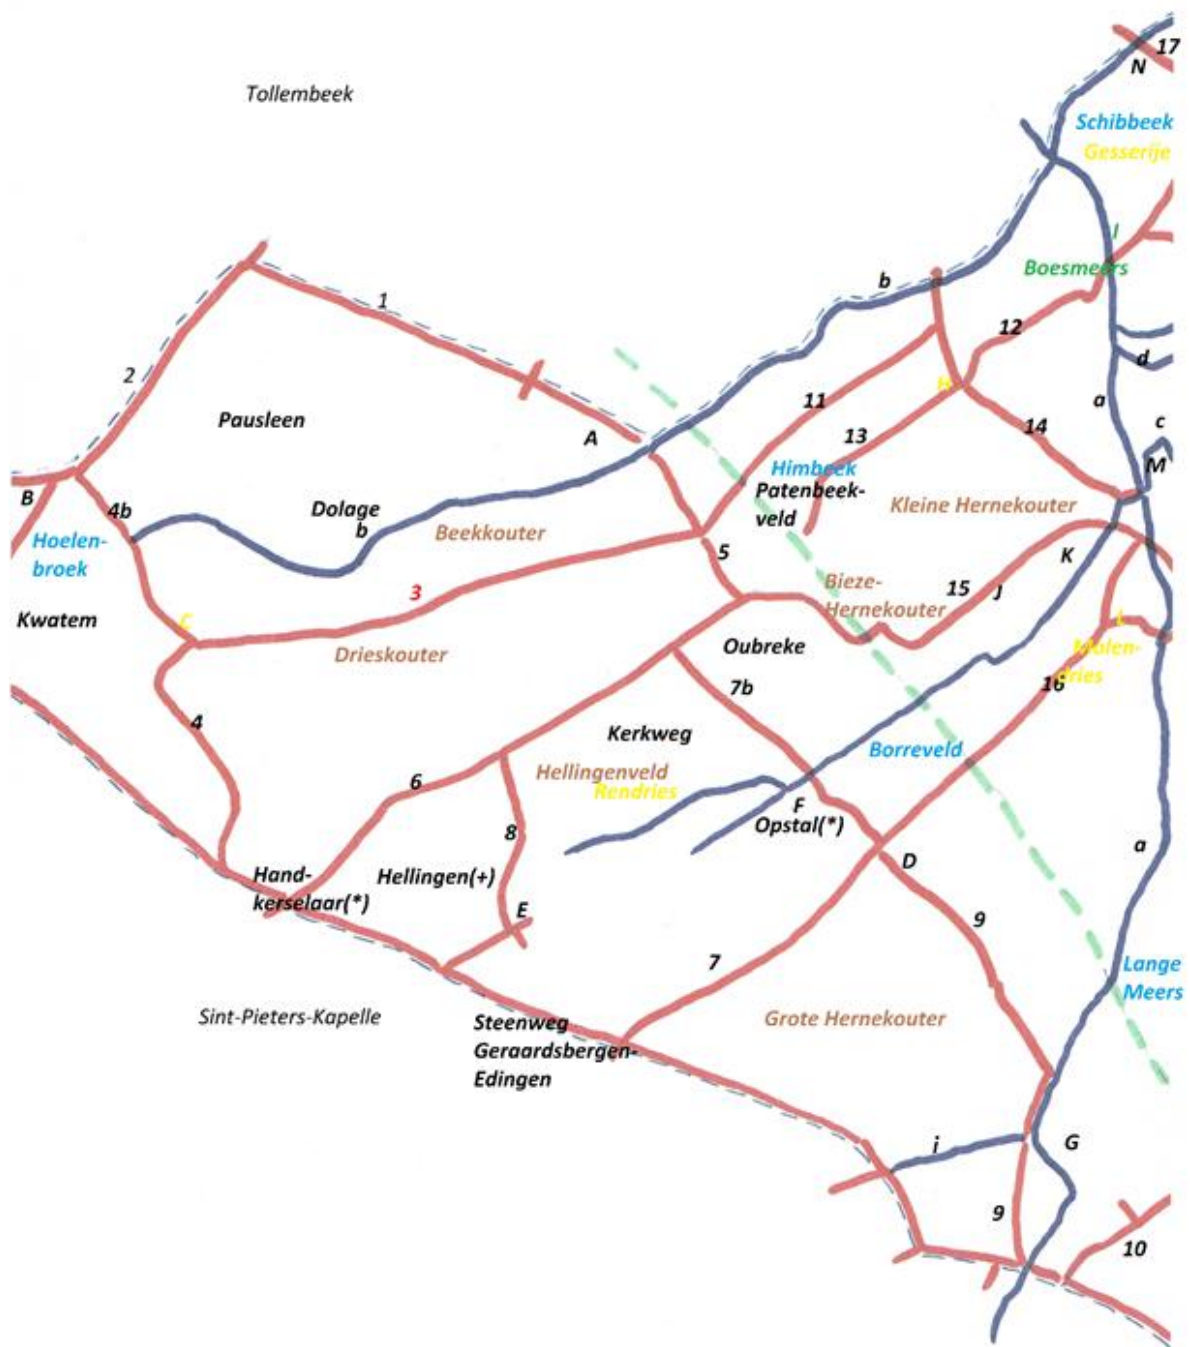 17
N
Tollembeek
Schibbeek
Gesserije
I
Boesmeers
b
1
12
2
d
H
11
a
Pausleen
A
13
14
c
Himbeek
M
Patenbeek-
veld
B
4b
Dolage
b
Beekkouter
Kleine Hernekouter
Hoelen-
broek
5
K
3
Bieze-
Hernekouter
15
J
Kwatem
C
L
Drieskouter
Oubreke
Molen-
dries
7b
16
4
Kerkweg
Borreveld
6
Hellingenveld
Rendries
F
Opstal(*)
8
a
Hand-
kerselaar(*)
Hellingen(+)
D
E
9
7
Lange
Meers
Sint-Pieters-Kapelle
Steenweg
Geraardsbergen-
Edingen
Grote Hernekouter
i
G
9
10